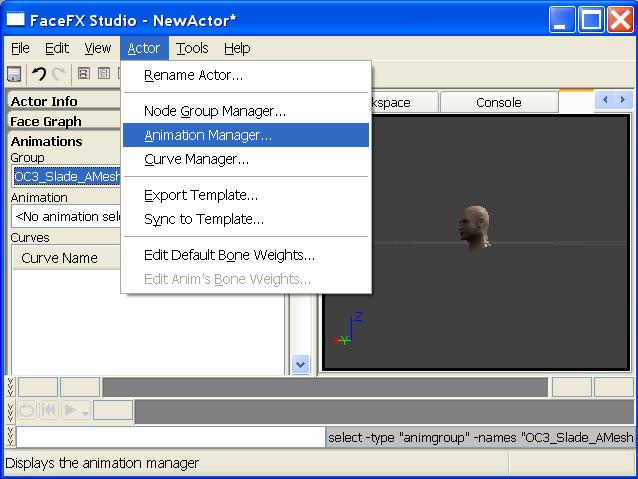 FaceFX Studio - NewActor*
File Edit View Actor Tools Help
Rename Actor...
Node Group Manager...
Animation Manager...
Curve Manager...
Export Template...
Sync to Template...
Edit Default Bone Weights...
Edit Anim's Bone Weights...
Actor Info
Face Graph
Animations
Group
OC3_Slade_AMesh
Animation
<No animation sele
Curves
Curve Name
Console
Z
Y
select -type "animgroup" -names "OC3_Slade_AMesh
Displays the animation manager